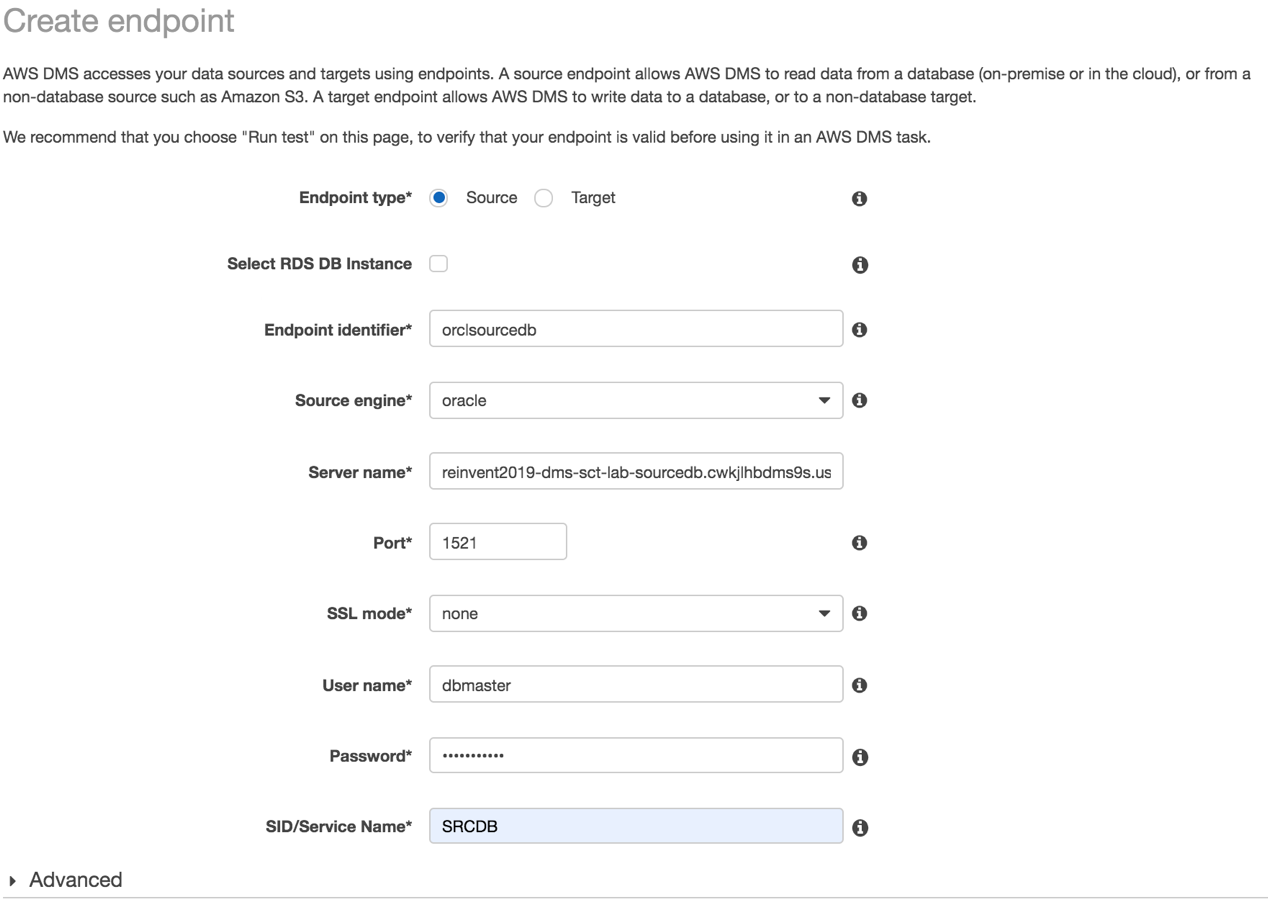 Create endpoint
AWS DMS accesses your data sources and targets using endpoints. A source endpoint allows AWS DMS to read data from a database (on-premise or in the cloud), or from a
non-database source such as Amazon S3. A target endpoint allows AWS DMS to write data to a database, or to a non-database target.
We recommend that you choose "Run test" on this page, to verify that your endpoint is valid before using it in an AWS DMS task.
Endpoint type* Source Target
Select RDS DB Instance
Endpoint identifier* orclsourcedb
Source engine* oracle
Server name* reinvent2019-dms-sct-lab-sourcedb.cwkjlhbdms9s.us
Port* 1521
SSL mode* none
User name* dbmaster
Password* •••••••••••
SID/Service Name* SRCDB
Advanced